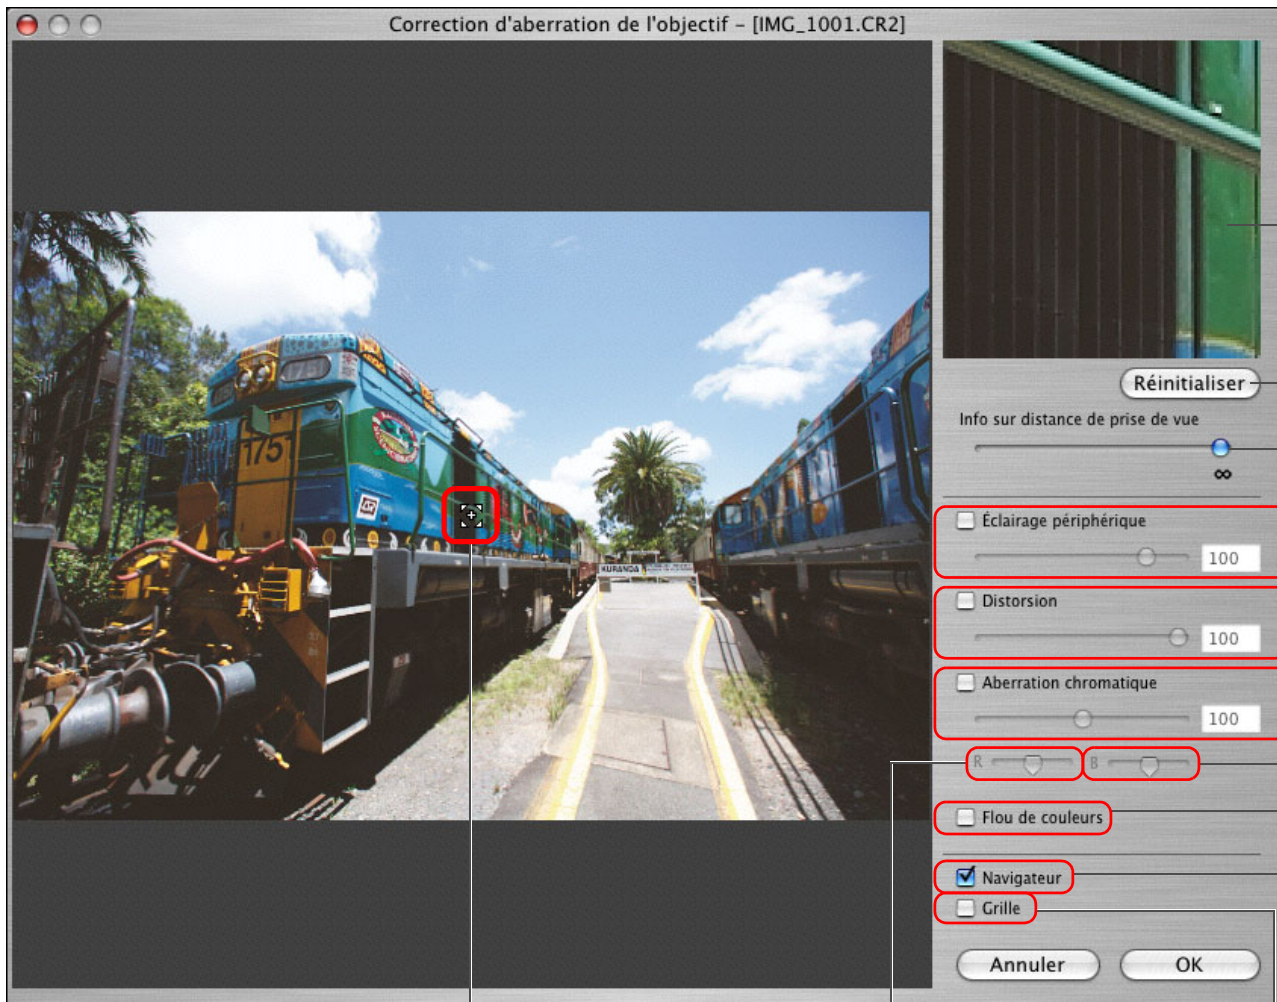 Correction d'aberration de l'objectif – [IMG_1001.CR2]
175
1751
KURANDA
Réinitialiser
Info sur distance de prise de vue
∞
Éclairage périphérique
100
Distorsion
100
Aberration chromatique
100
R
B
Flou de couleurs
Navigateur
Grille
Annuler
OK